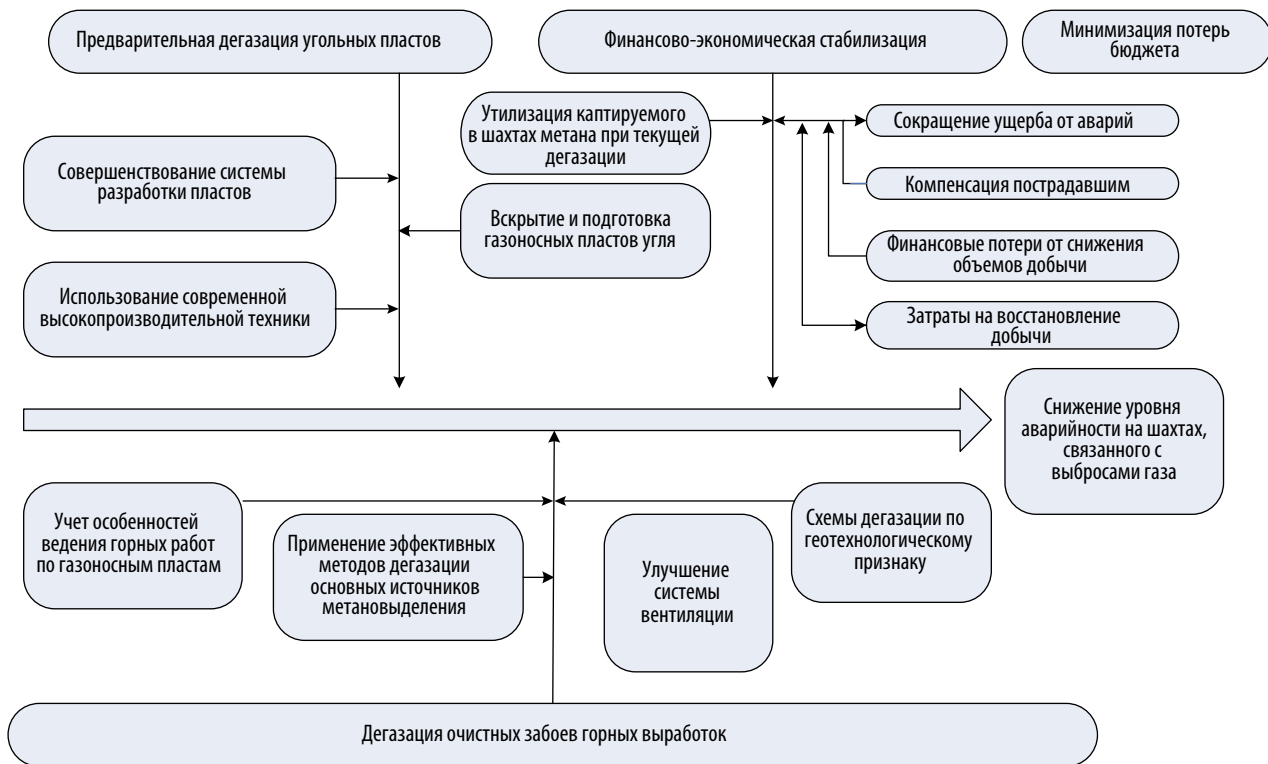 Предварительная дегазация угольных пластов
Финансово-экономическая стабилизация
Минимизация потерь
бюджета
Утилизация каптируемого
в шахтах метана при текущей
дегазации
Сокращение ущерба от аварий
Совершенствование системы
разработки пластов
Компенсация пострадавшим
Вскрытие и подготовка
газоносных пластов угля
Финансовые потери от снижения
объемов добычи
Использование современной
высокопроизводительной техники
Затраты на восстановление
добычи
Снижение уровня
аварийности на шахтах,
связанного с
выбросами газа
Учет особенностей
ведения горных работ
по газоносным пластам
Применение эффективных
методов дегазации
основных источников
метановыделения
Улучшение
системы
вентиляции
Схемы дегазации по
геотехнологическому
признаку
Дегазация очистных забоев горных выработок